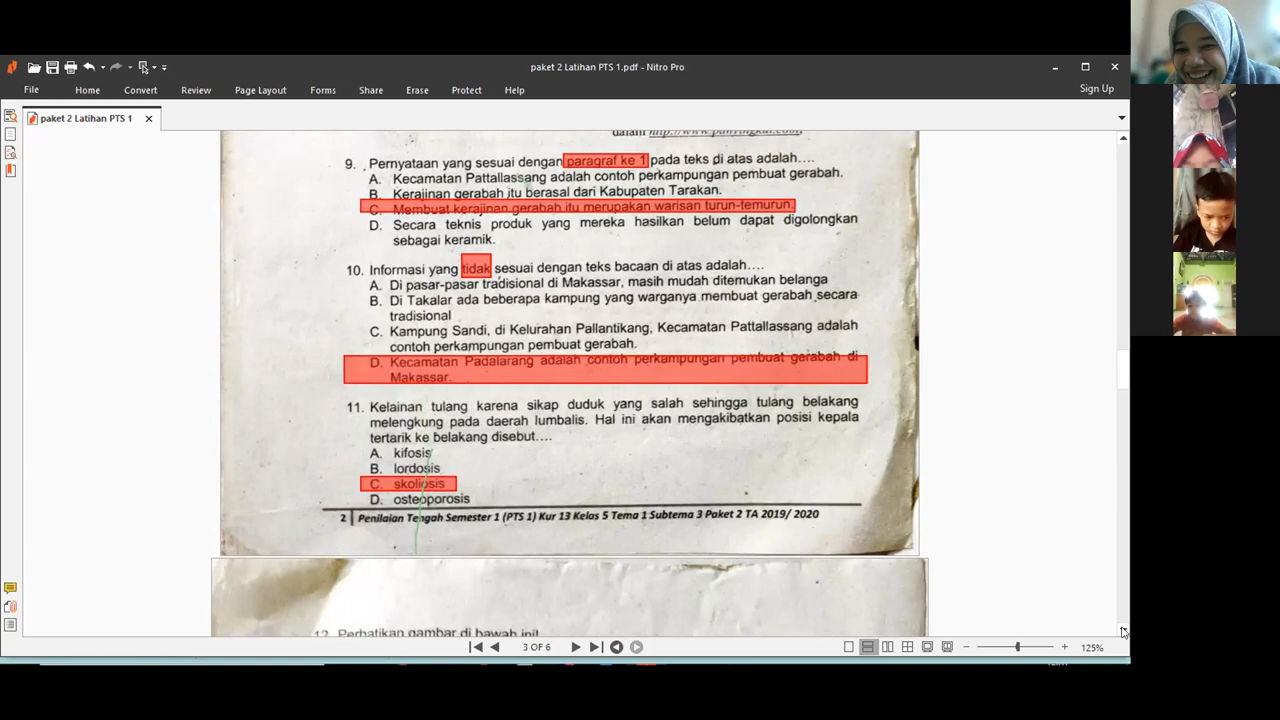 paket 2 Latihan PTS 1.pdf - Nitro Pro
File Home Convert Review Page Layout Forms Share Erase Protect Help
Sign Up
paket 2 Latihan PTS 1
9. Pernyataan yang sesuai dengan paragraf ke 1 pada teks di atas adalah....
A. Kecamatan Pattallassang adalah contoh perkampungan pembuat gerabah.
B. Kerajinan gerabah itu berasal dari Kabupaten Tarakan.
C. Membuat kerajinan gerabah itu merupakan warisan turun-temurun.
D. Secara teknis produk yang mereka hasilkan belum dapat digolongkan
sebagai keramik.
10. Informasi yang tidak sesuai dengan teks bacaan di atas adalah....
A. Di pasar-pasar tradisional di Makassar, masih mudah ditemukan belanga
B. Di Takalar ada beberapa kampung yang warganya membuat gerabah secara
tradisional
C. Kampung Sandi, di Kelurahan Pallantikang, Kecamatan Pattallassang adalah
contoh perkampungan pembuat gerabah.
D. Kecamatan Padalarang adalah contoh perkampungan pembuat gerabah di
Makassar.
11. Kelainan tulang karena sikap duduk yang salah sehingga tulang belakang
melengkung pada daerah lumbalis. Hal ini akan mengakibatkan posisi kepala
tertarik ke belakang disebut....
A. kifosis
B. lordosis
C. skoliosis
D. osteoporosis
2 Penilaian Tengah Semester 1 (PTS 1) Kur 13 Kelas 5 Tema 1 Subtema 3 Paket 2 TA 2019/ 2020
12. Perhatikan gambar di bawah ini!
3 OF 6
125%